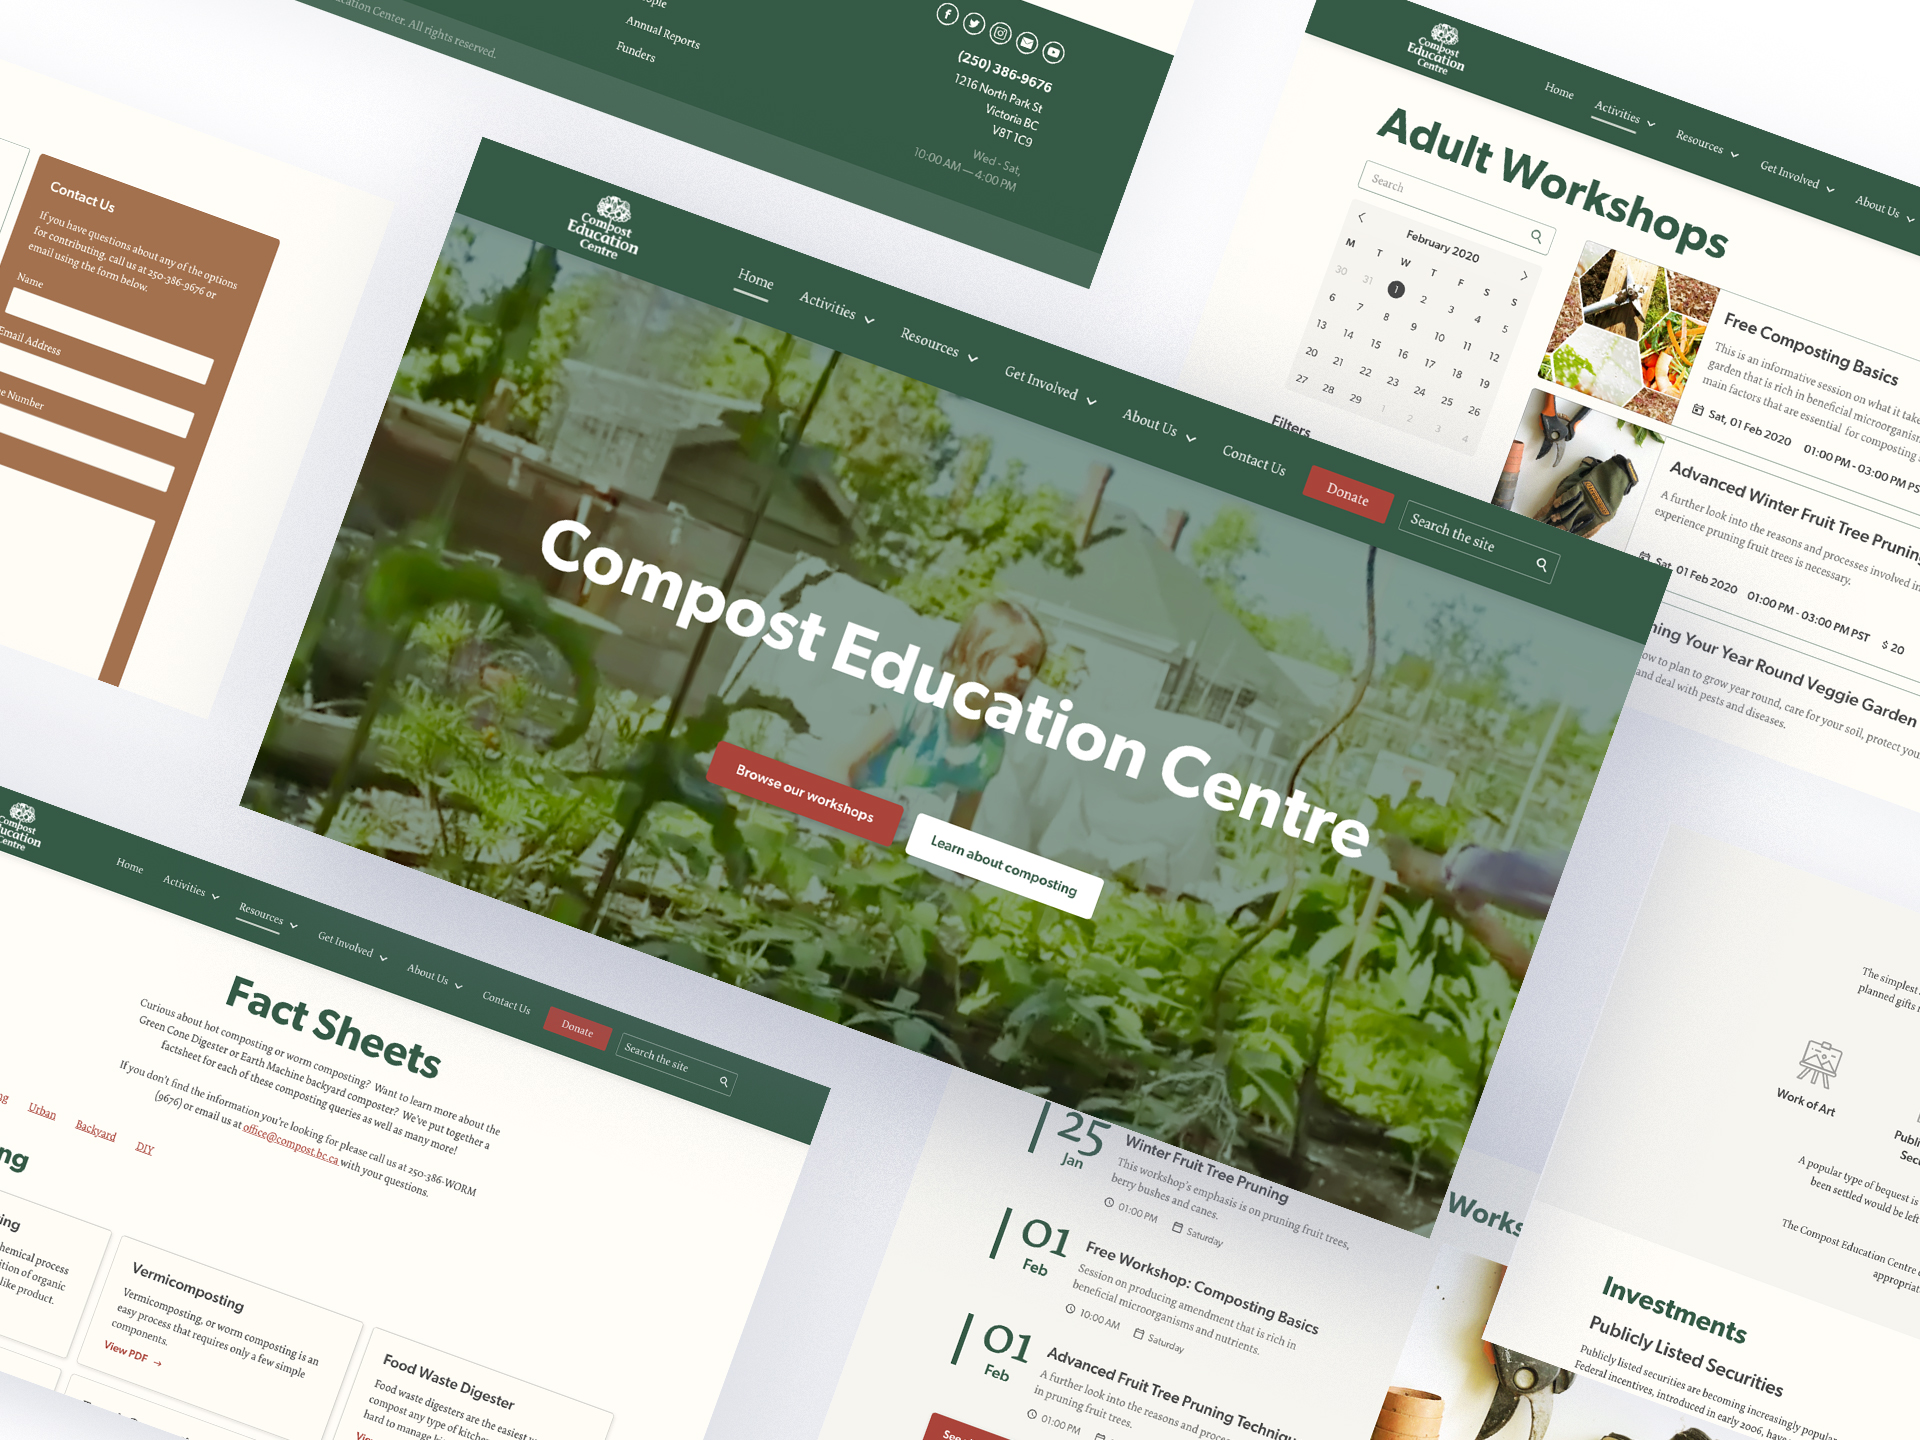 ople
Annual Reports
Funders
cation Center. All rights reserved.
(250) 386-9676
1216 North Park St
Victoria BC
V8T 1C9
Wed - Sat,
10:00 AM — 4:00 PM
Contact Us
If you have questions about any of the options
for contributing, call us at 250-386-9676 or
email using the form below.
Name
Email Address
e Number
Compost
Education
Centre
Home
Activities
Resources
Get Involved
About Us
Adult Workshops
Search
February 2020
M T W T F S S
30 31 1 2 3 4 5
6 7 8 9 10 11 12
13 14 15 16 17 18 19
20 21 22 23 24 25 26
27 28 29 1 2 3 4
Filters
Free Composting Basics
This is an informative session on what it take
garden that is rich in beneficial microorganism
main factors that are essential for composting
Sat, 01 Feb 2020 01:00 PM - 03:00 PM PS
Advanced Winter Fruit Tree Pruning
A further look into the reasons and processes involved in
experience pruning fruit trees is necessary.
Sat, 01 Feb 2020 01:00 PM - 03:00 PM PST $ 20
ning Your Year Round Veggie Garden
ow to plan to grow year round, care for your soil, protect your
and deal with pests and diseases.
Compost
Education
Centre
Home
Activities
Resources
Get Involved
About Us
Contact Us
Donate
Search the site
Compost Education Centre
Browse our workshops
Learn about composting
Compost
ucation
Centre
Home
Activities
Resources
Get Involved
About Us
Contact Us
Donate
Search the site
Fact Sheets
Curious about hot composting or worm composting? Want to learn more about the
Green Cone Digester or Earth Machine backyard composter? We've put together a
factsheet for each of these composting queries as well as many more!
If you don't find the information you're looking for please call us at 250-386-WORM
(9676) or email us at office@compost.bc.ca with your questions.
ng
Urban
Backyard
DIY
ng
ing
hemical process
ition of organic
like product.
Vermicomposting
Vermicomposting, or worm composting is an
easy process that requires only a few simple
components.
View PDF →
Food Waste Digester
Food waste digesters are the easiest
compost any type of kitche
hard to manage
25
Jan
Winter Fruit Tree Pruning
This workshop's emphasis is on pruning fruit trees,
berry bushes and canes.
01:00 PM Saturday
01
Feb
Free Workshop: Composting Basics
Session on producing amendment that is rich in
beneficial microorganisms and nutrients.
10:00 AM Saturday
01
Feb
Advanced Fruit Tree Pruning Techniqu
A further look into the reasons and proce
in pruning fruit trees.
01:00 PM
See
Works
The simplest
planned gifts
Work of Art
Publi
Secu
A popular type of bequest is
been settled would be left
The Compost Education Centre
appropriat
Investments
Publicly Listed Securities
Publicly listed securities are becoming increasingly popular
Federal incentives, introduced in early 2006, have